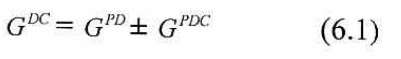 G^{DC} = G^{PD} ± G^{PDC} (6.1)